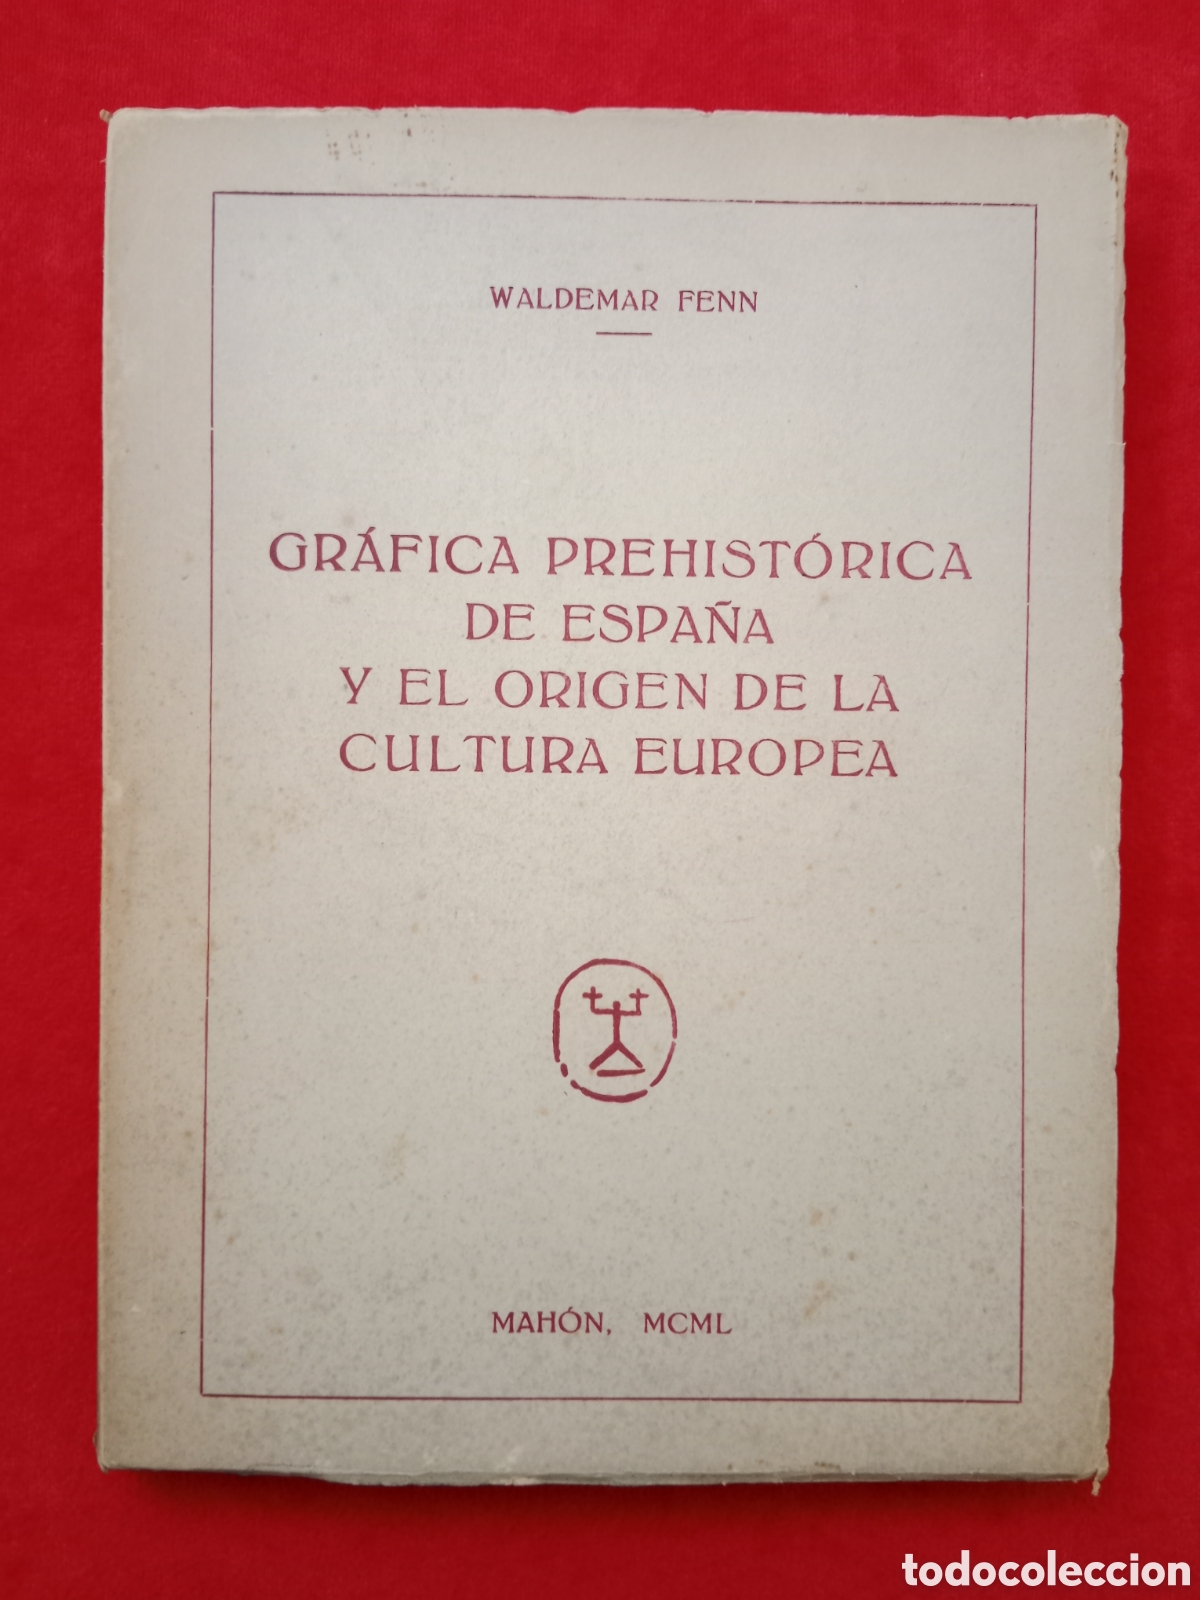 WALDEMAR FENN
GRÁFICA PREHISTÓRICA
DE ESPAÑA
Y EL ORIGEN DE LA
CULTURA EUROPEA
MAHÓN, MCML
todocoleccion